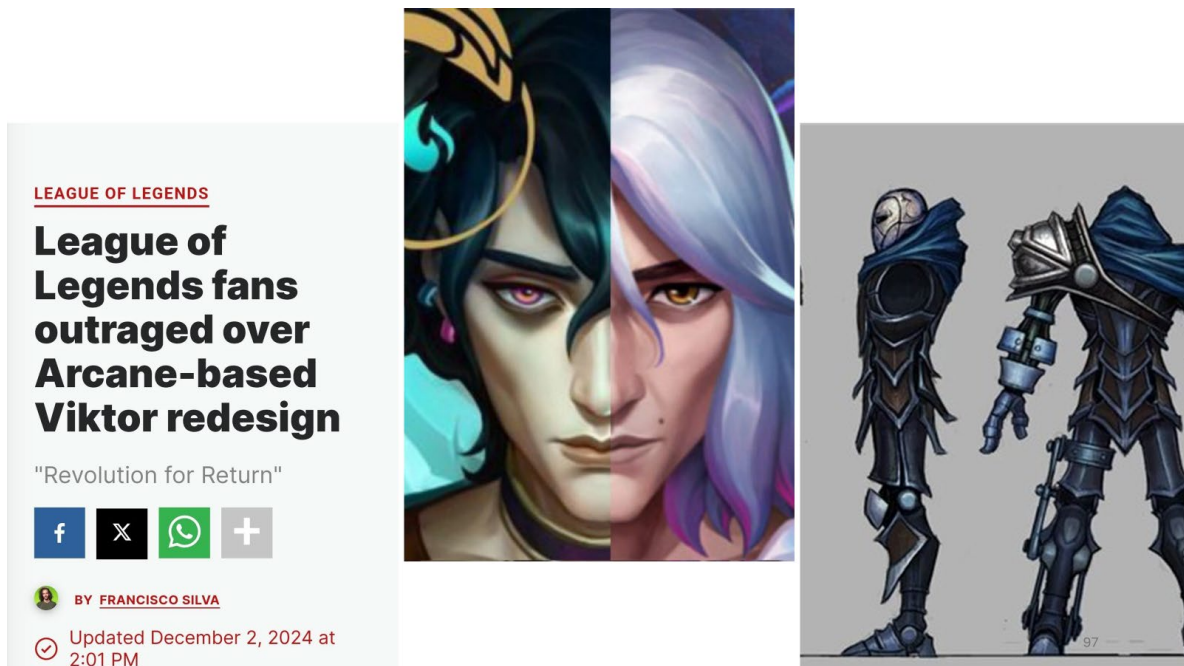 LEAGUE OF LEGENDS
League of
Legends fans
outraged over
Arcane-based
Viktor redesign
"Revolution for Return"
BY FRANCISCO SILVA
Updated December 2, 2024 at
2:01 PM
97